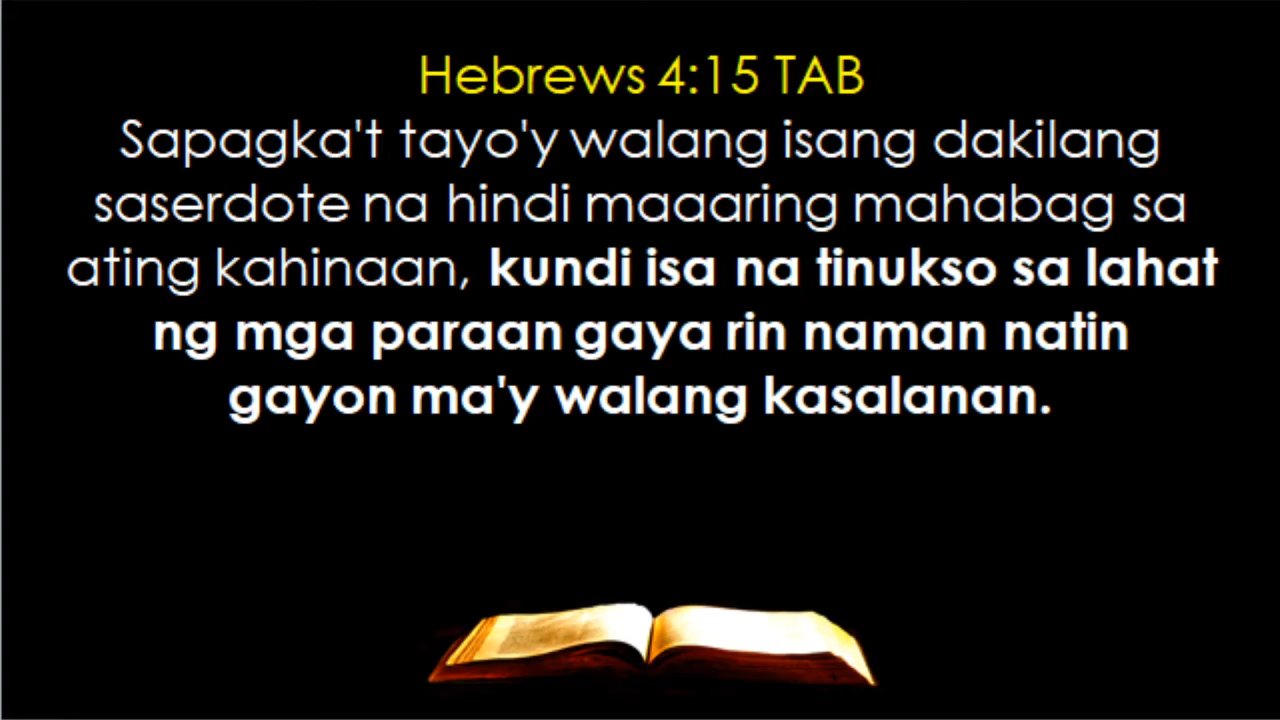 Hebrews 4:15 TAB
Sapagka't tayo'y walang isang dakilang
saserdote na hindi maaaring mahabag sa
ating kahinaan, kundi isa na tinukso sa lahat
ng mga paraan gaya rin naman natin
gayon ma'y walang kasalanan.